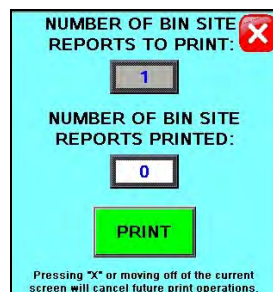 NUMBER OF BIN SITE
REPORTS TO PRINT:
1
NUMBER OF BIN SITE
REPORTS PRINTED:
0
PRINT
Pressing "X" or moving off of the current
screen will cancel future print operations.